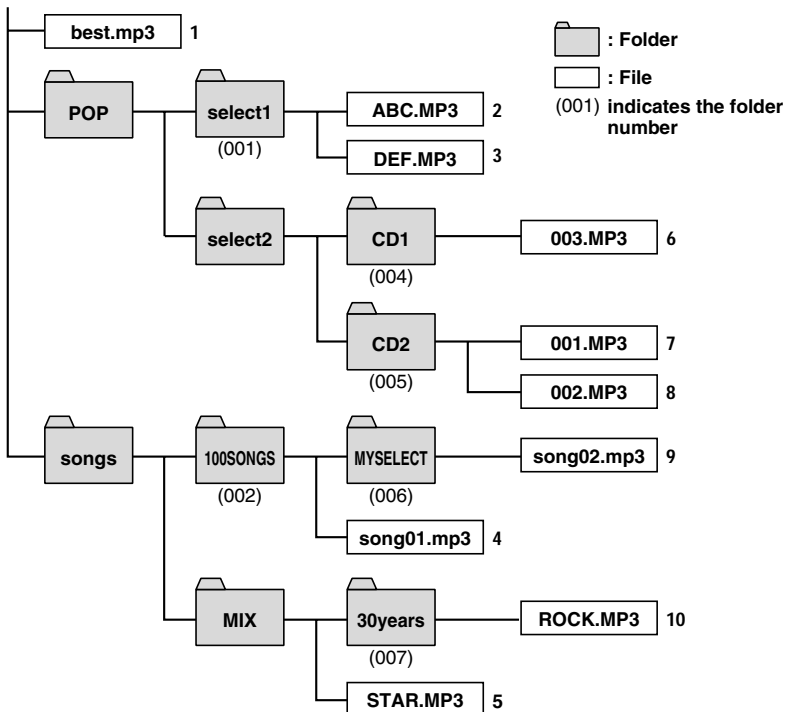 best.mp3 1
: Folder
: File
(001) indicates the folder
number
POP
select1
(001)
ABC.MP3 2
DEF.MP3 3
select2
CD1
(004)
003.MP3 6
CD2
(005)
001.MP3 7
002.MP3 8
songs
100SONGS
(002)
MYSELECT
(006)
song02.mp3 9
song01.mp3 4
MIX
30years
(007)
ROCK.MP3 10
STAR.MP3 5